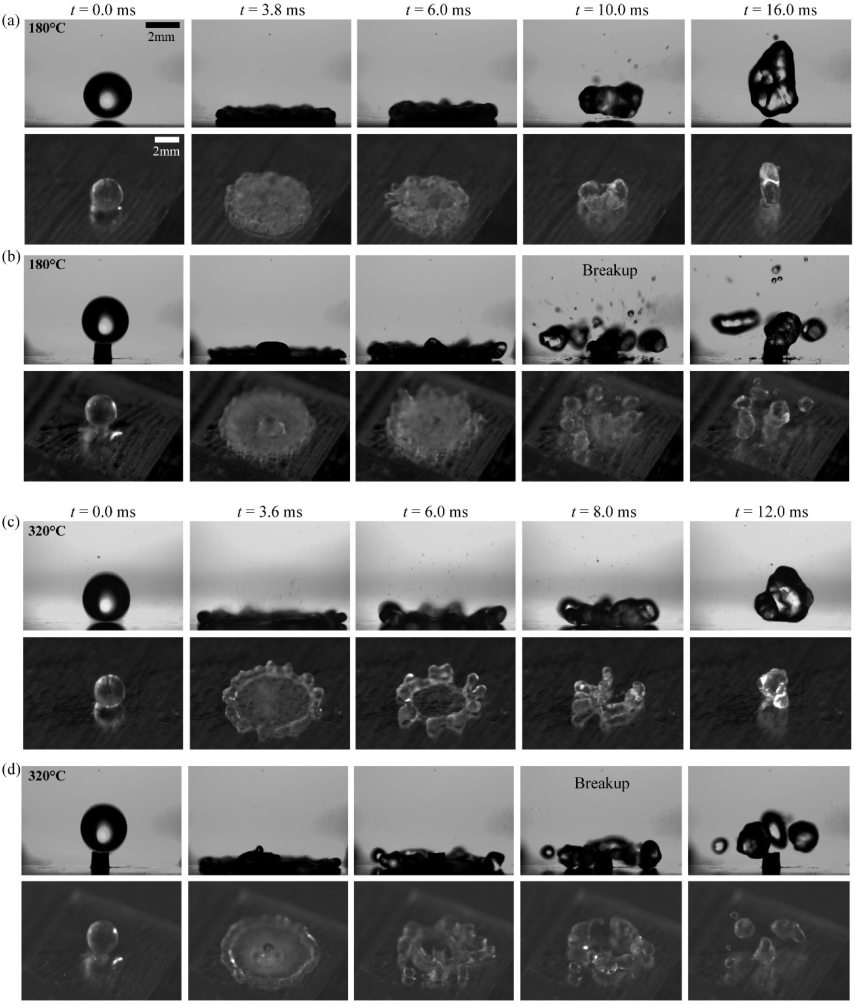 t = 0.0 ms t = 3.8 ms t = 6.0 ms t = 10.0 ms t = 16.0 ms
(a)
180°C
2mm
2mm
(b)
180°C
Breakup
t = 0.0 ms t = 3.6 ms t = 6.0 ms t = 8.0 ms t = 12.0 ms
(c)
320°C
(d)
320°C
Breakup